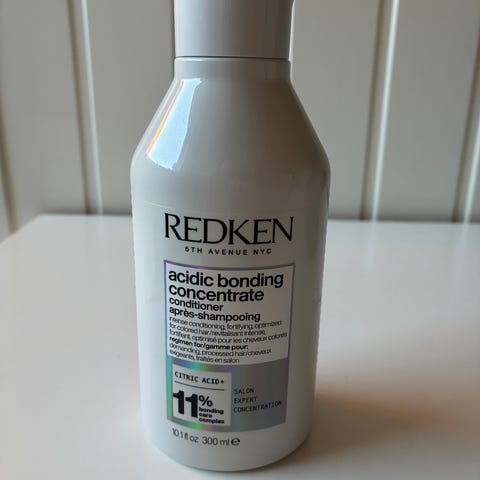 REDKEN
5TH AVENUE NYC
acidic bonding
concentrate
conditioner
après-shampooing
intense conditioning, fortifying, optimized
for colored hair/revitalisant intense,
fortifiant, optimisé pour les cheveux colorés
regimen for/gamme pour:
demanding, processed hair/cheveux
exigeants, traités en salon
CITRIC ACID+
11%
bonding
care
complex
SALON
EXPERT
CONCENTRATION
10.1 fl oz 300 ml e